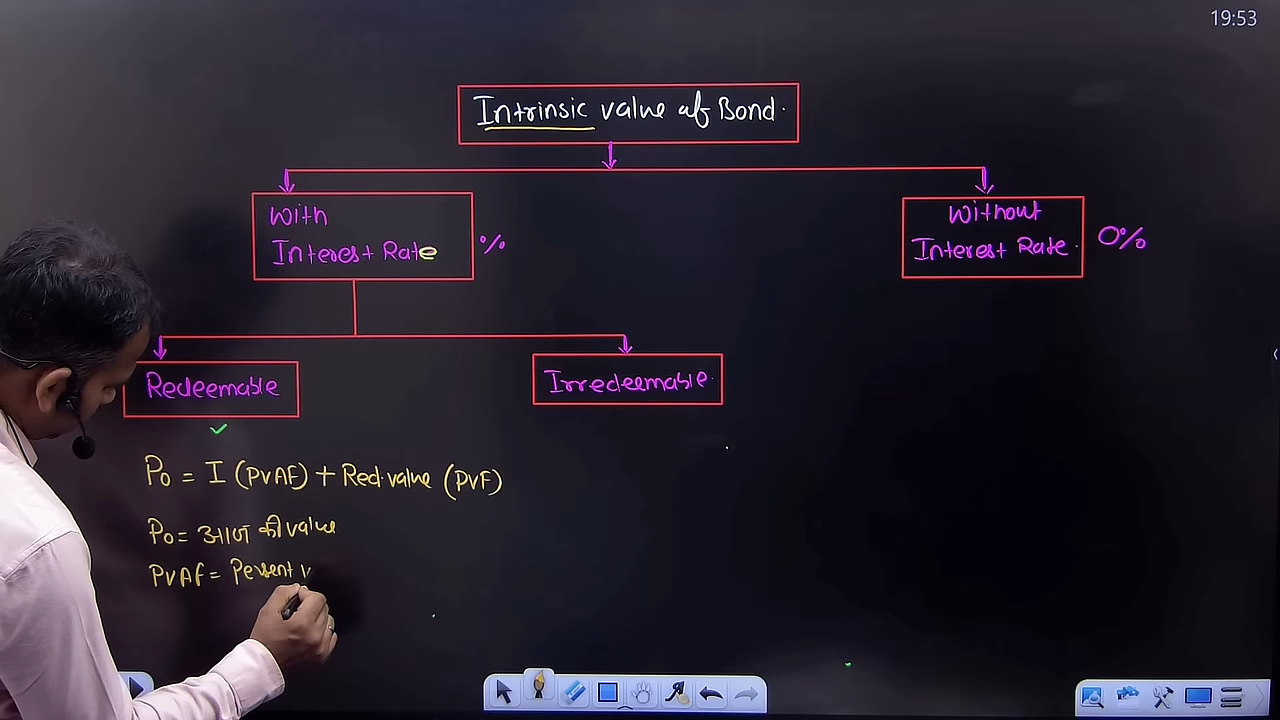 19:53
Intrinsic value of Bond.
With
Interest Rate
%
Without
Interest Rate.
0%
Redeemable
Irredeemable.
P₀ = I (PVAF) + Red. value (PVF)
P₀ = आज की value
PVAF = Persent v